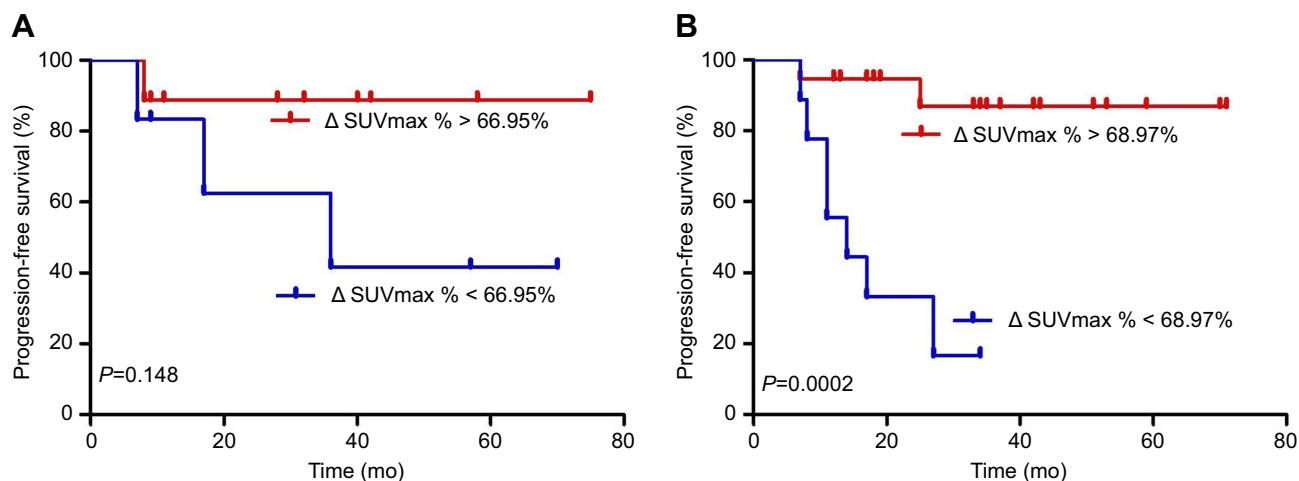 A
Progression-free survival (%)
100
80
60
40
20
0
Δ SUVmax % > 66.95%
Δ SUVmax % < 66.95%
P=0.148
0 20 40 60 80
Time (mo)
B
Progression-free survival (%)
100
80
60
40
20
0
Δ SUVmax % > 68.97%
Δ SUVmax % < 68.97%
P=0.0002
0 20 40 60 80
Time (mo)